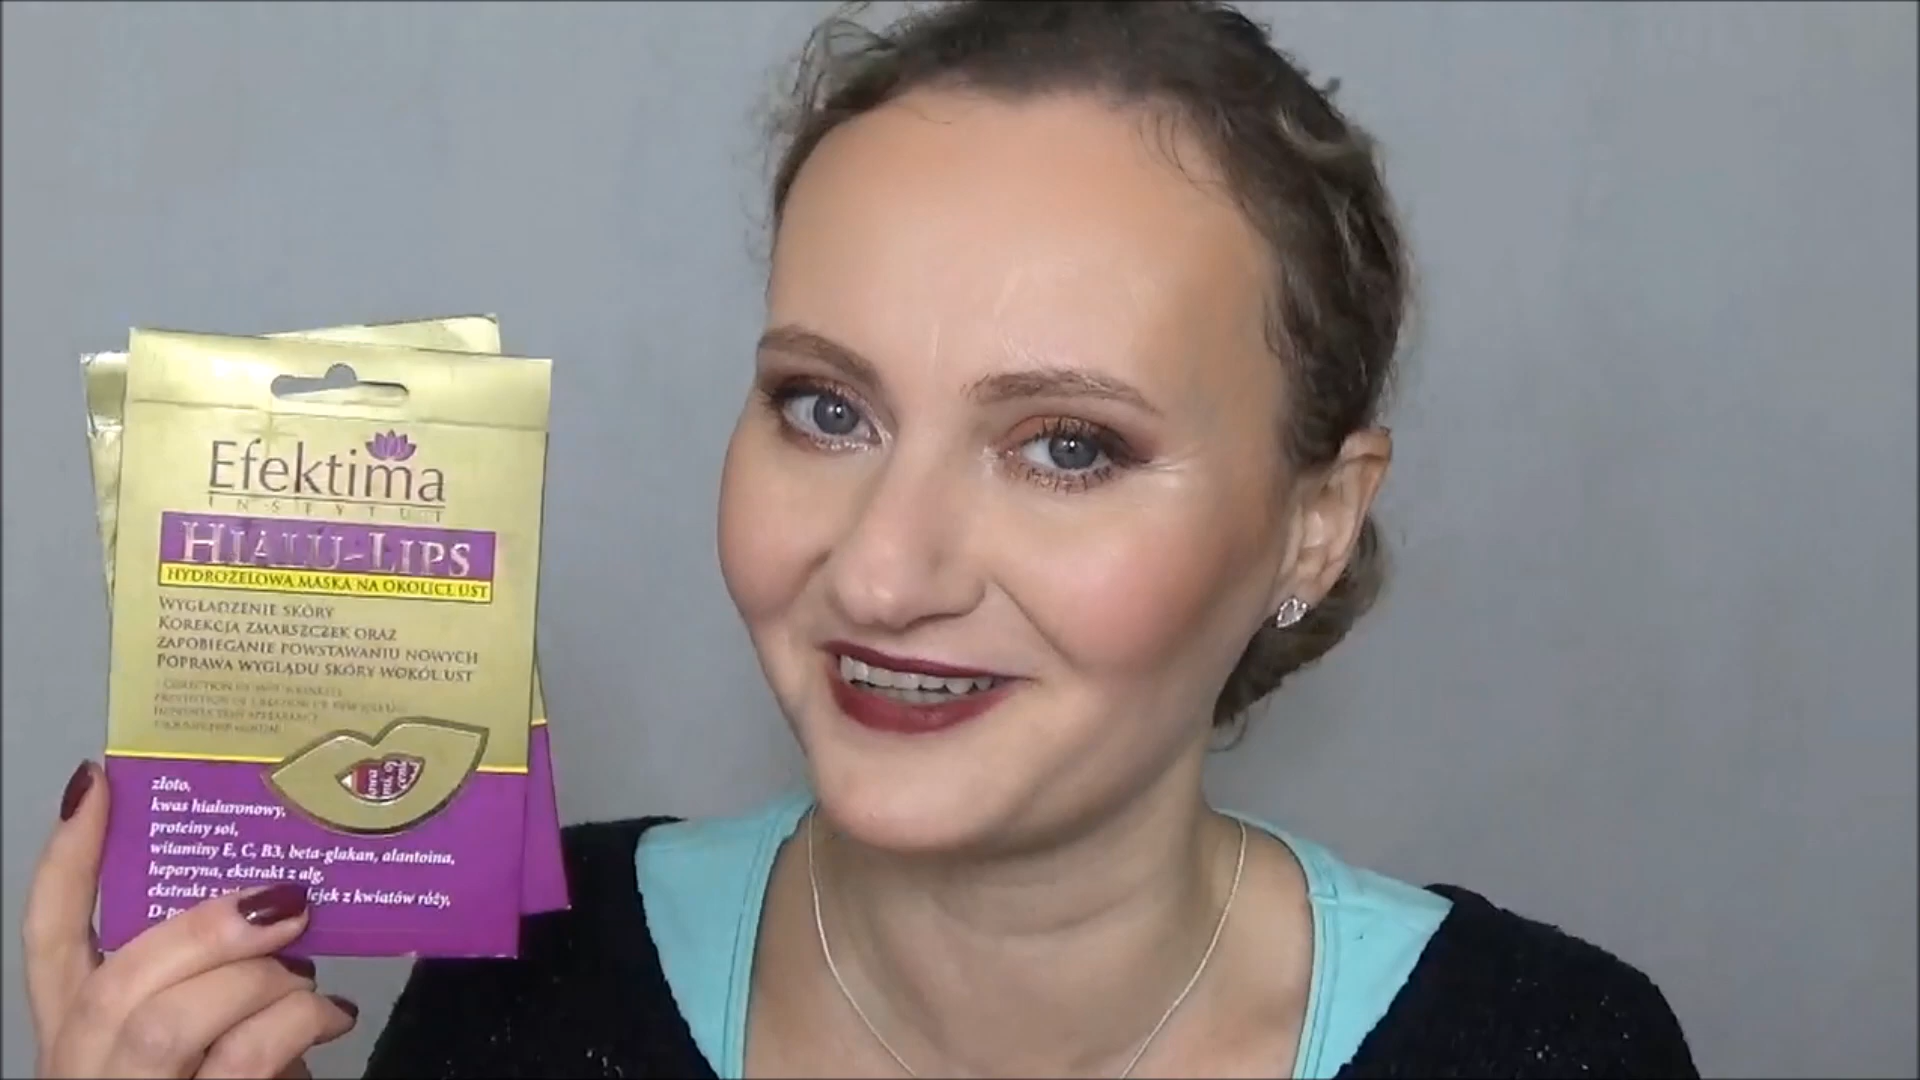 Efektima
INSTYTUT
HIALU-LIPS
HYDROŻELOWA MASKA NA OKOLICE UST
WYGŁADZENIE SKÓRY
KOREKCJA ZMARSZCZEK ORAZ
ZAPOBIEGANIE POWSTAWANIU NOWYCH
POPRAWA WYGLĄDU SKÓRY WOKÓŁ UST
złoto,
kwas hialuronowy,
proteiny soi,
witaminy E, C, B3, beta-glukan, alantoina,
heparyna, ekstrakt z alg,
ekstrakt z kwiatów róży,